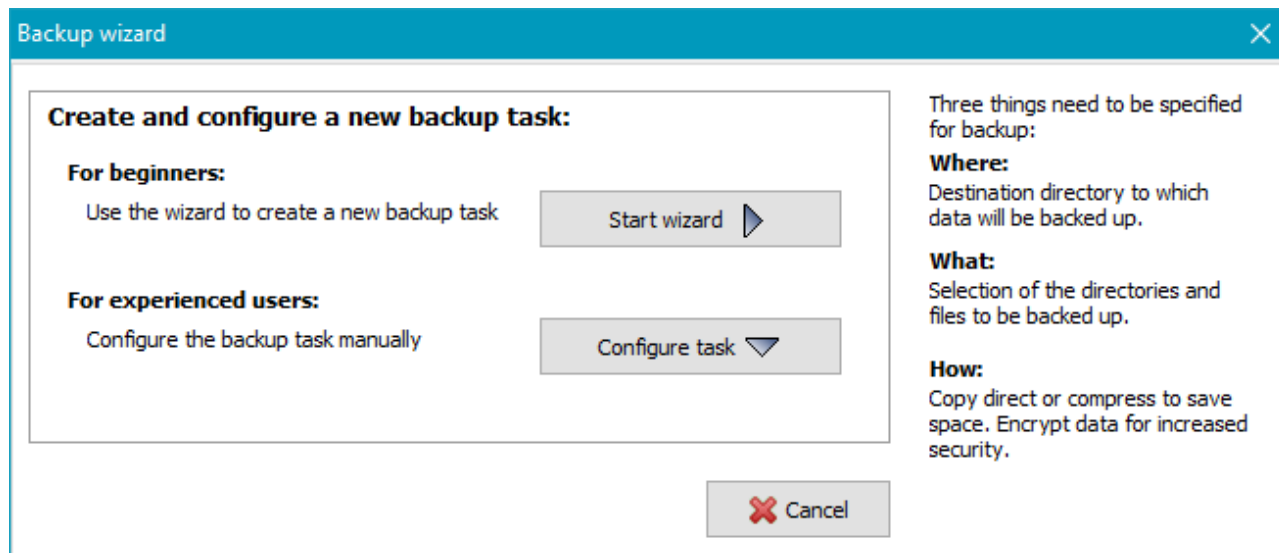 Backup wizard
Create and configure a new backup task:
For beginners:
Use the wizard to create a new backup task
Start wizard
For experienced users:
Configure the backup task manually
Configure task
Cancel
Three things need to be specified
for backup:
Where:
Destination directory to which
data will be backed up.
What:
Selection of the directories and
files to be backed up.
How:
Copy direct or compress to save
space. Encrypt data for increased
security.